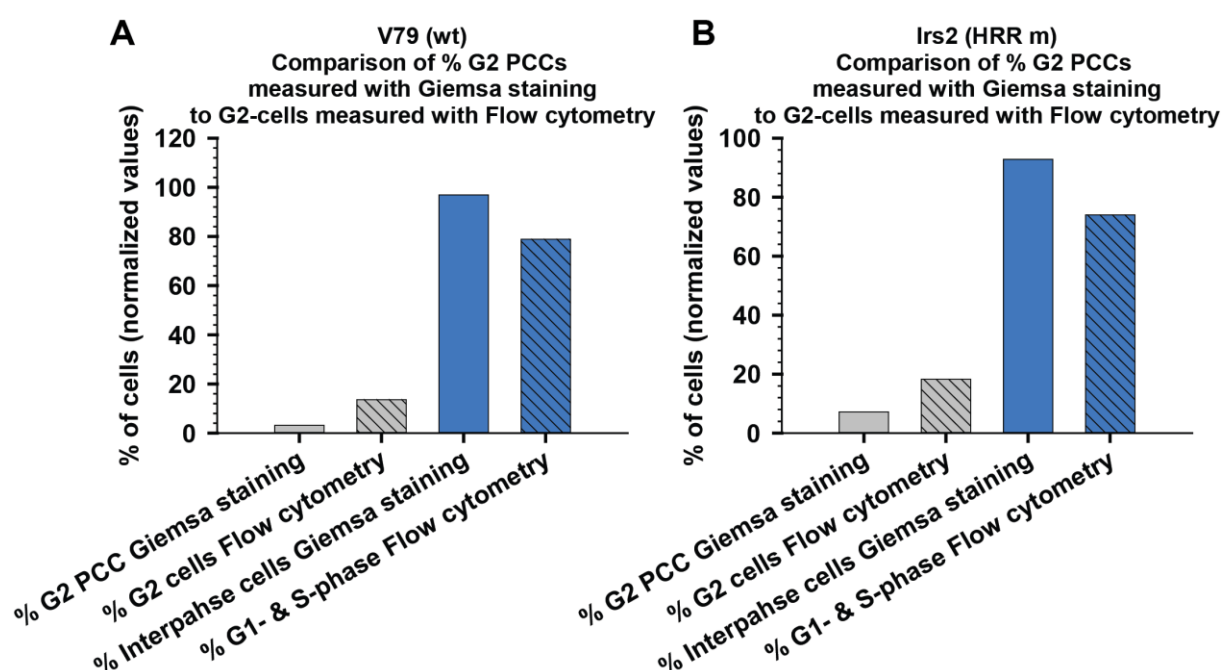 A
V79 (wt)
Comparison of % G2 PCCs
measured with Giemsa staining
to G2-cells measured with Flow cytometry
% of cells (normalized values)
120
100
80
60
40
20
0
% G2 PCC Giemsa staining
% G2 cells Flow cytometry
% Interpahse cells Giemsa staining
% G1- & S-phase Flow cytometry
B
Irs2 (HRR m)
Comparison of % G2 PCCs
measured with Giemsa staining
to G2-cells measured with Flow cytometry
% of cells (normalized values)
100
80
60
40
20
0
% G2 PCC Giemsa staining
% G2 cells Flow cytometry
% Interpahse cells Giemsa staining
% G1- & S-phase Flow cytometry